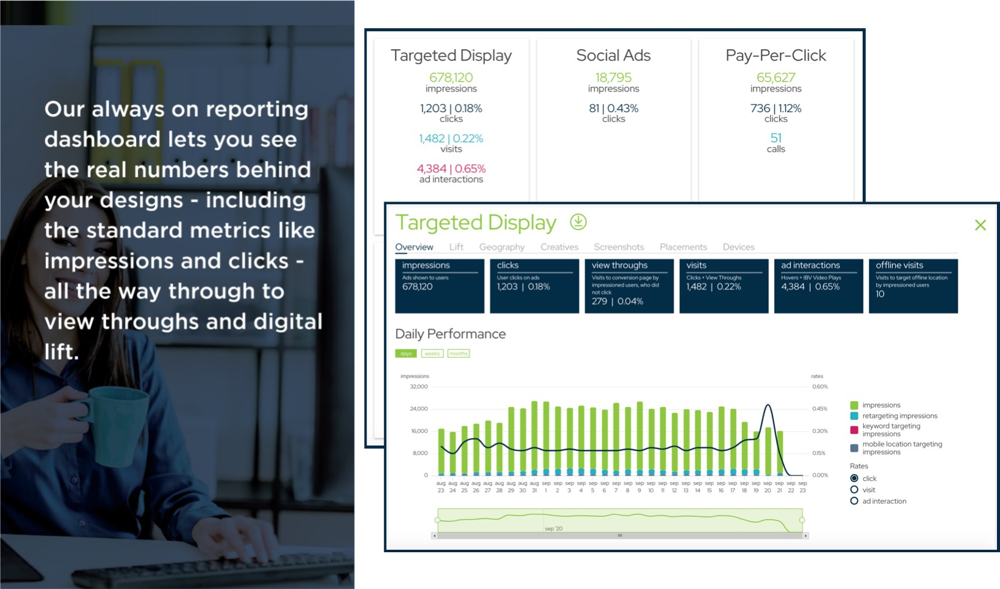 Our always on reporting
dashboard lets you see
the real numbers behind
your designs - including
the standard metrics like
impressions and clicks -
all the way through to
view throughs and digital
lift.
Targeted Display
678,120
impressions
1,203 | 0.18%
clicks
1,482 | 0.22%
visits
4,384 | 0.65%
ad interactions
Social Ads
18,795
impressions
81 | 0.43%
clicks
Pay-Per-Click
65,627
impressions
736 | 1.12%
clicks
51
calls
Targeted Display
Overview Lift Geography Creatives Screenshots Placements Devices
impressions
Ads shown to users
678,120
clicks
User clicks on ads
1,203 | 0.18%
view throughs
Visits to conversion page by
impressioned users, who did
not click
279 | 0.04%
visits
Clicks + View Throughs
1,482 | 0.22%
ad interactions
Hovers + IBV Video Plays
4,384 | 0.65%
offline visits
Visits to target offline location
by impressioned users
10
Daily Performance
days weeks months
impressions rates
32,000 0.60%
24,000 0.45%
16,000 0.30%
8,000 0.15%
0 0.00%
aug aug aug aug aug aug aug aug aug sep sep sep sep sep sep sep sep sep sep sep sep sep sep sep sep sep sep sep sep sep sep sep
23 24 25 26 27 28 29 30 31 1 2 3 4 5 6 7 8 9 10 11 12 13 14 15 16 17 18 19 20 21 22 23
sep '20
impressions
retargeting impressions
keyword targeting
impressions
mobile location targeting
impressions
Rates
click
visit
ad interaction